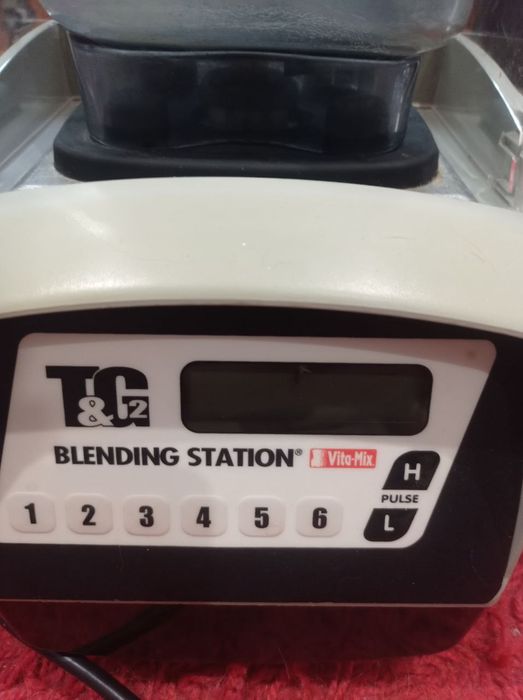 T&G2
BLENDING STATION® Vita-Mix
H
PULSE
L
1 2 3 4 5 6